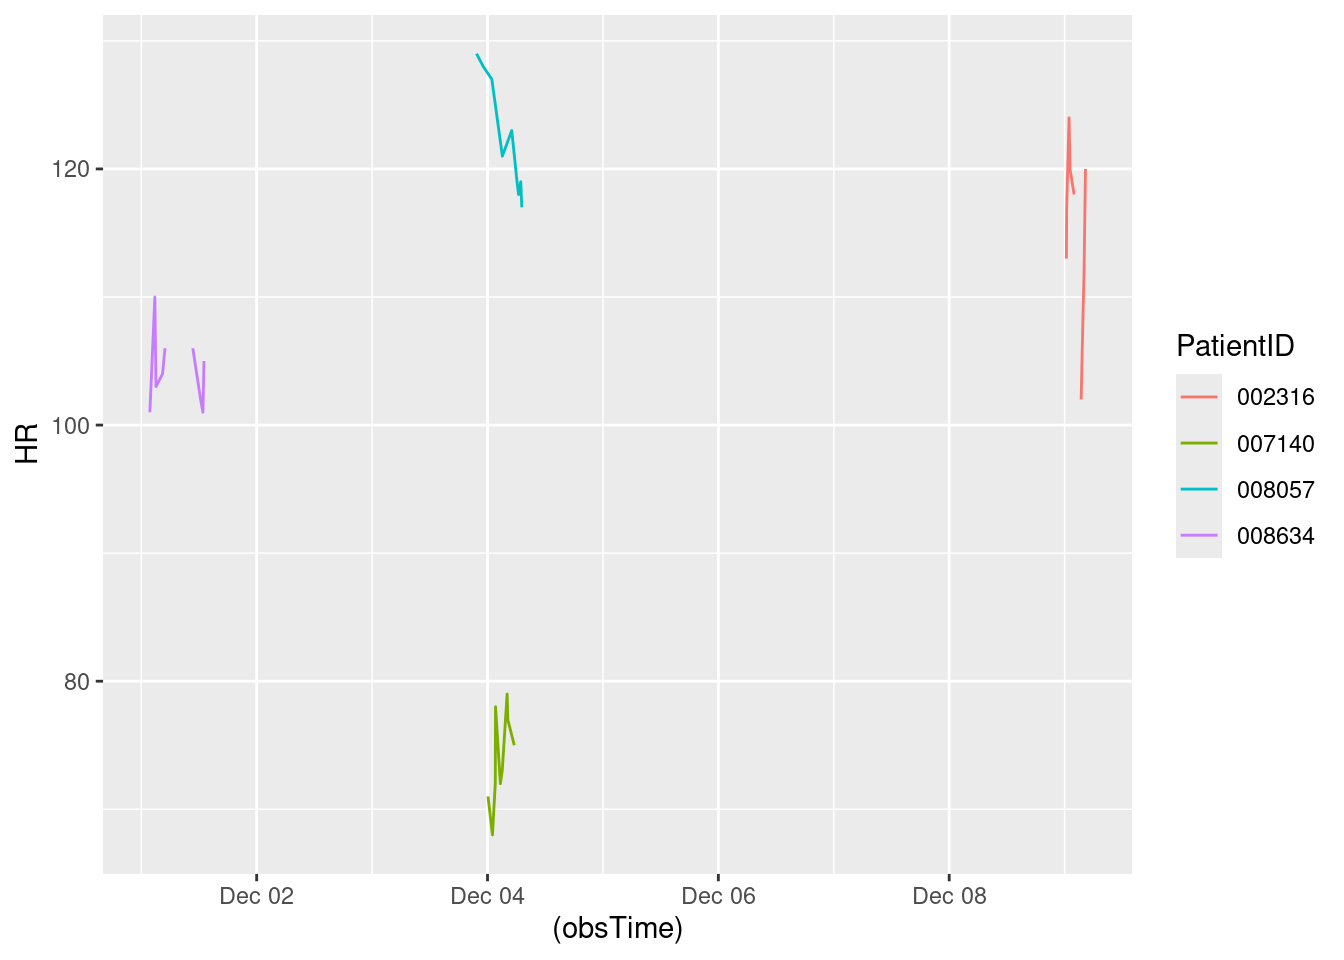 120
100
80
HR
Dec 02
Dec 04
Dec 06
Dec 08
(obsTime)
PatientID
002316
007140
008057
008634